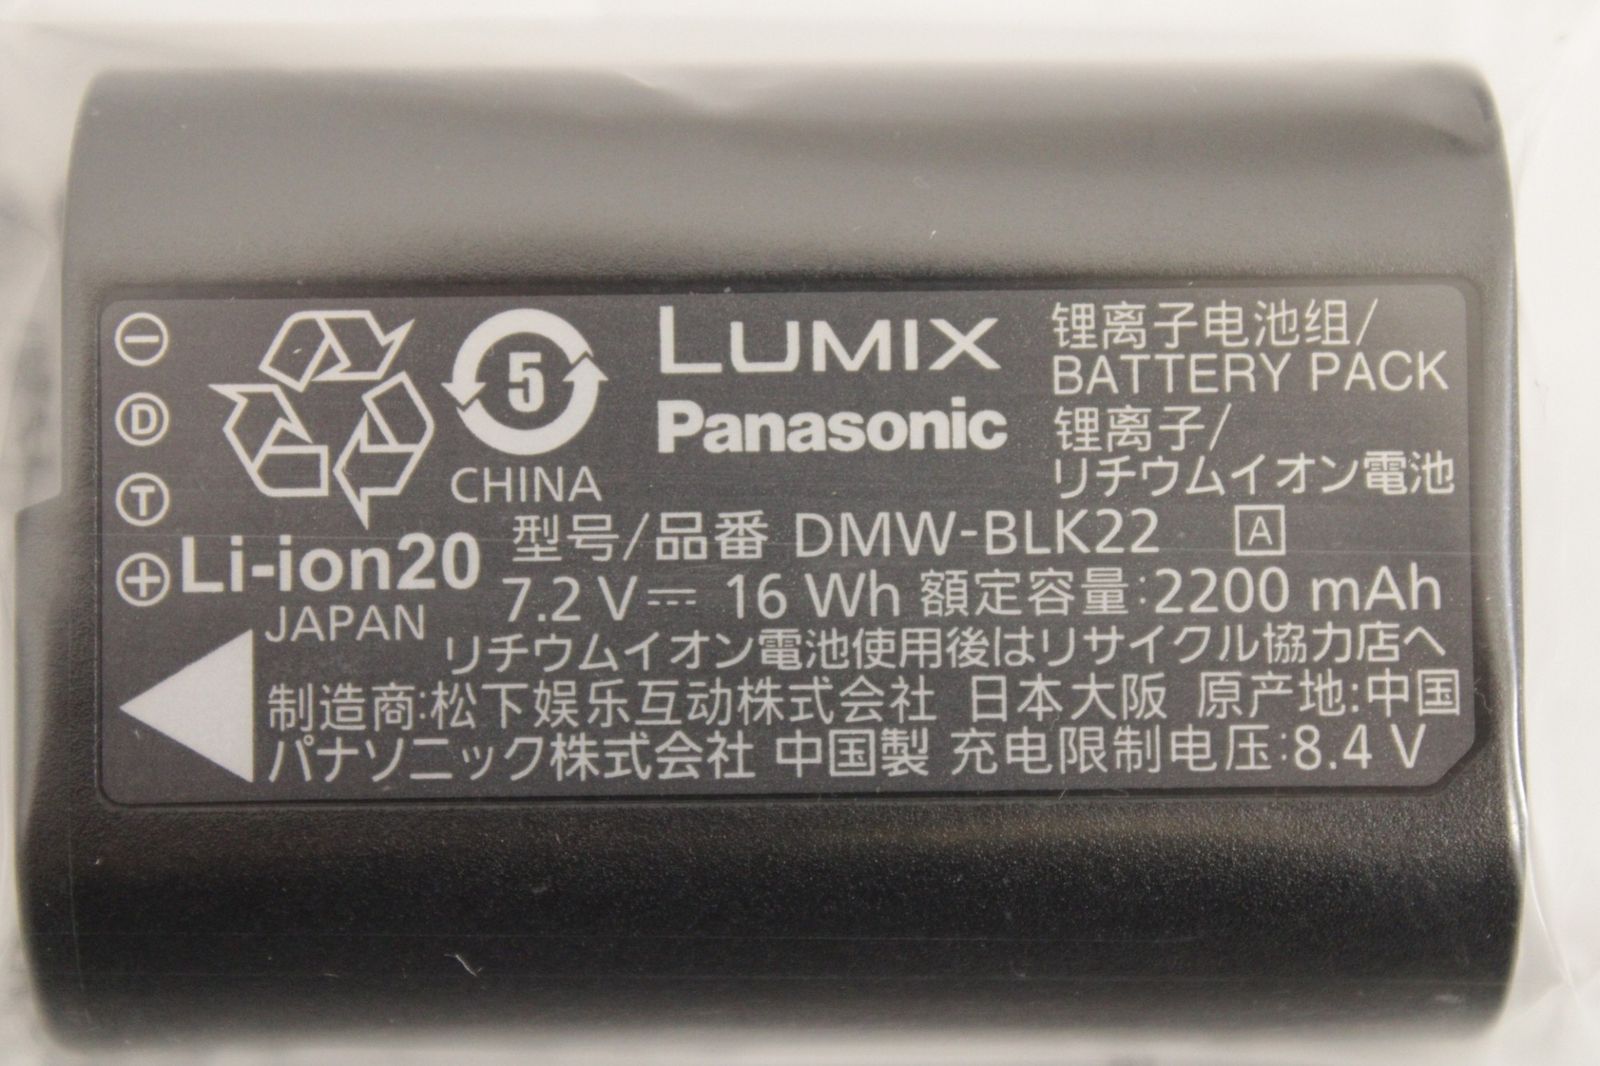 LUMIX
Panasonic
锂离子电池组/
BATTERY PACK
锂离子/
リチウムイオン電池
5
CHINA
型号/品番 DMW-BLK22 A
Li-ion20
JAPAN
7.2 V⎓ 16 Wh 額定容量:2200 mAh
リチウムイオン電池使用後はリサイクル協力店へ
制造商:松下娱乐互动株式会社 日本大阪 原产地:中国
パナソニック株式会社 中国製 充电限制电压:8.4 V
−
D
T
+